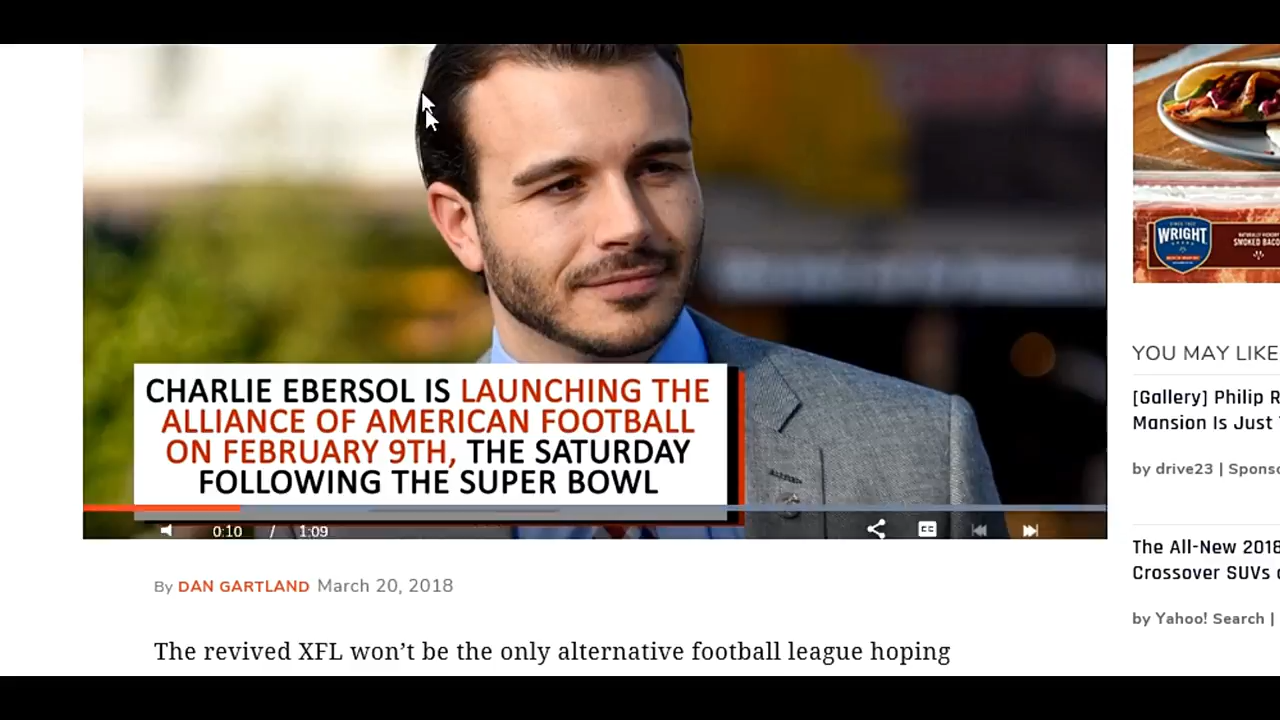 CHARLIE EBERSOL IS LAUNCHING THE
ALLIANCE OF AMERICAN FOOTBALL
ON FEBRUARY 9TH, THE SATURDAY
FOLLOWING THE SUPER BOWL
0:10 / 1:09
CC
By DAN GARTLAND March 20, 2018
The revived XFL won't be the only alternative football league hoping
WRIGHT
SMOKED BACO
YOU MAY LIKE
[Gallery] Philip R
Mansion Is Just
by drive23 | Sponso
The All-New 2018
Crossover SUVs
by Yahoo! Search |